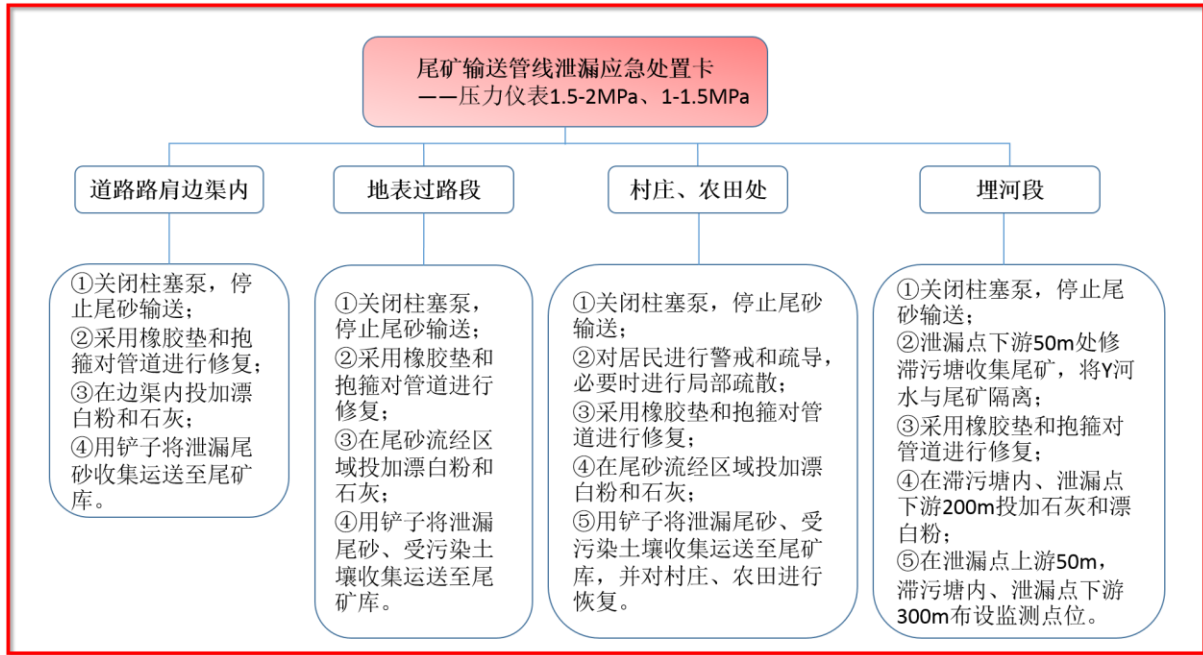 尾矿输送管线泄漏应急处置卡
——压力仪表1.5-2MPa、1-1.5MPa
道路路肩边渠内
①关闭柱塞泵，停
止尾砂输送；
②采用橡胶垫和抱
箍对管道进行修复；
③在边渠内投加漂
白粉和石灰；
④用铲子将泄漏尾
砂收集运送至尾矿
库。
地表过路段
①关闭柱塞泵，
停止尾砂输送；
②采用橡胶垫和
抱箍对管道进行
修复；
③在尾砂流经区
域投加漂白粉和
石灰；
④用铲子将泄漏
尾砂、受污染土
壤收集运送至尾
矿库。
村庄、农田处
①关闭柱塞泵，停止尾砂
输送；
②对居民进行警戒和疏导，
必要时进行局部疏散；
③采用橡胶垫和抱箍对管
道进行修复；
④在尾砂流经区域投加漂
白粉和石灰；
⑤用铲子将泄漏尾砂、受
污染土壤收集运送至尾矿
库，并对村庄、农田进行
恢复。
埋河段
①关闭柱塞泵，停止尾
砂输送；
②泄漏点下游50m处修
滞污塘收集尾矿，将Y河
水与尾矿隔离；
③采用橡胶垫和抱箍对
管道进行修复；
④在滞污塘内、泄漏点
下游200m投加石灰和漂
白粉；
⑤在泄漏点上游50m，
滞污塘内、泄漏点下游
300m布设监测点位。